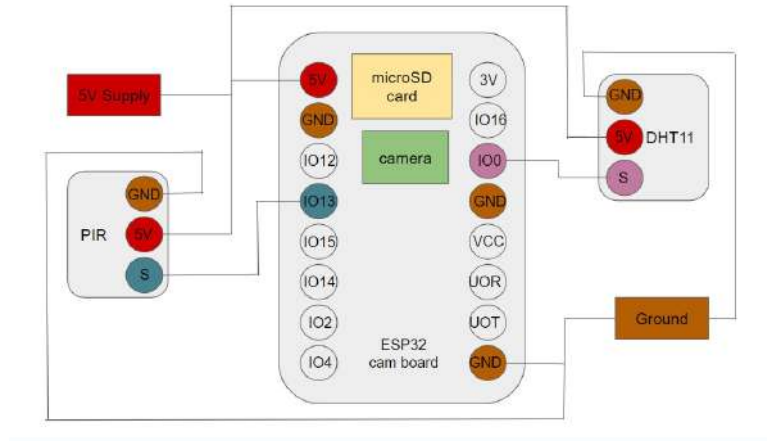 5V Supply
5V
GND
IO12
IO13
IO15
IO14
IO2
IO4
microSD
card
camera
3V
IO16
IO0
GND
VCC
UOR
UOT
GND
ESP32
cam board
PIR
GND
5V
S
GND
5V
S
DHT11
Ground